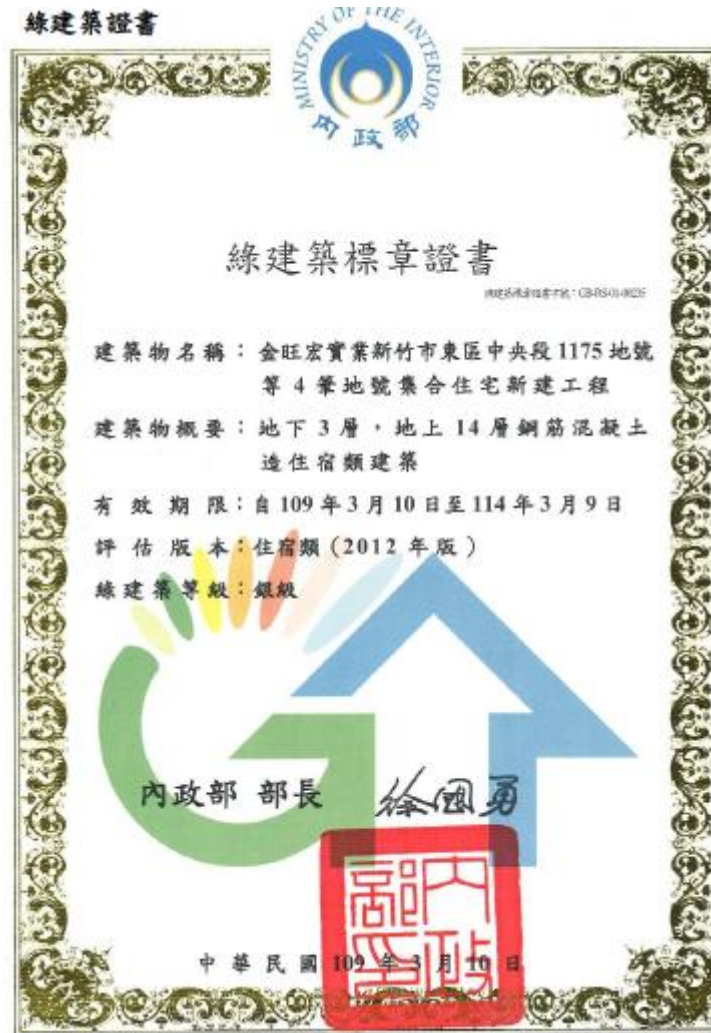 綠建築證書
MINISTRY OF THE INTERIOR
內政部
綠建築標章證書
建築物名稱：金旺宏實業新竹市東區中央段1175地號
等4筆地號集合住宅新建工程
建築物概要：地下3層，地上14層鋼筋混凝土
造住宿類建築
有效期限：自109年3月10日至114年3月9日
評估版本：住宿類（2012年版）
綠建築等級：銀級
內政部 部長 徐國勇
內政部印
中華民國109年3月10日